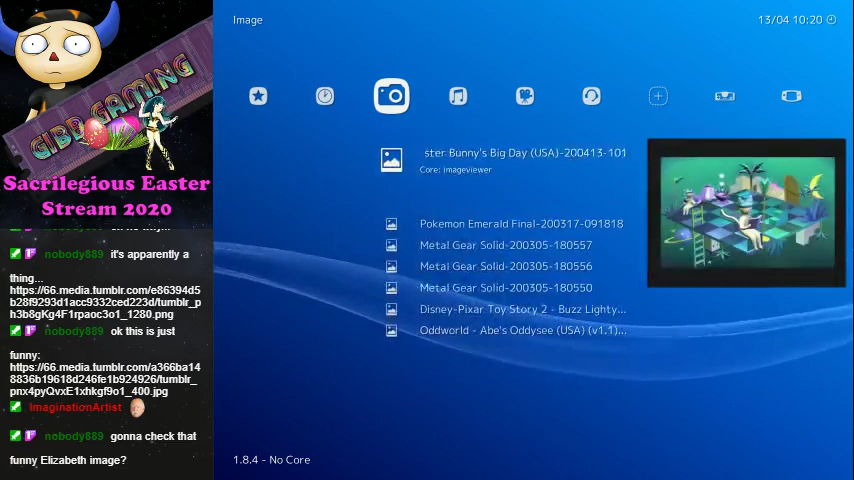 GIBB GAMING
Sacrilegious Easter
Stream 2020
nobody889 it's apparently a
thing...
https://66.media.tumblr.com/e86394d5
b28f9293d1acc9332ced223d/tumblr_p
h3b8gKg4F1rpaoc3o1_1280.png
nobody889 ok this is just
funny:
https://66.media.tumblr.com/a366ba14
8836b19618d246fe1b924926/tumblr_
pnx4pyQvxE1xhkgf9o1_400.jpg
ImaginationArtist
nobody889 gonna check that
funny Elizabeth image?
Image
13/04 10:20
ster Bunny's Big Day (USA)-200413-101
Core: imageviewer
Pokemon Emerald Final-200317-091818
Metal Gear Solid-200305-180557
Metal Gear Solid-200305-180556
Metal Gear Solid-200305-180550
Disney-Pixar Toy Story 2 - Buzz Lighty...
Oddworld - Abe's Oddysee (USA) (v1.1)...
1.8.4 - No Core